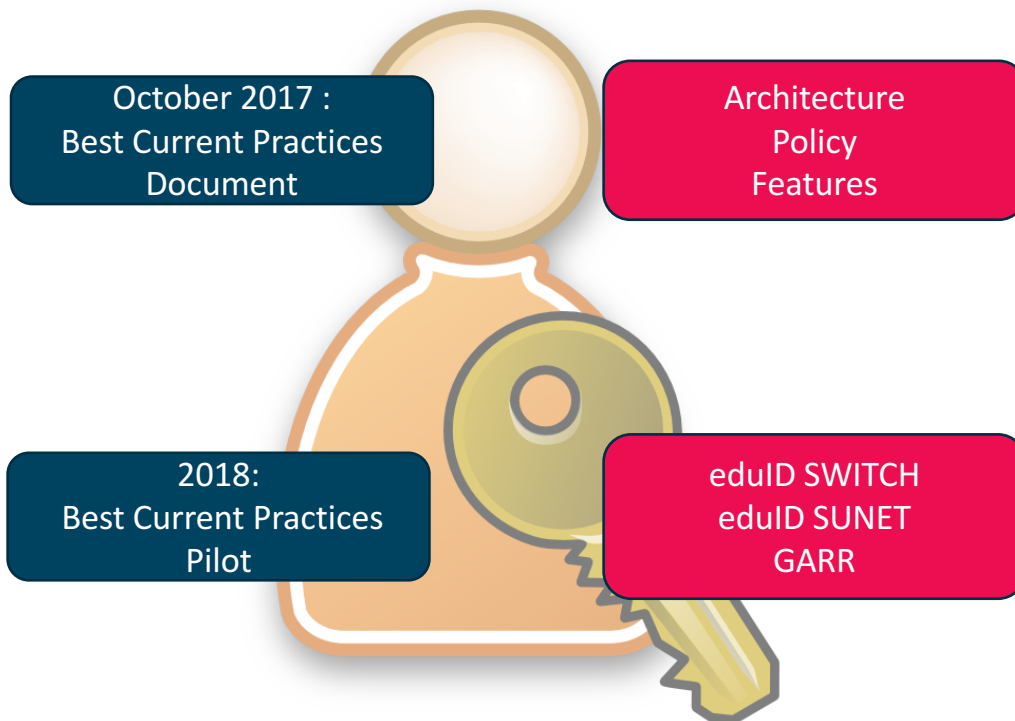 October 2017 :
Best Current Practices
Document
Architecture
Policy
Features
2018:
Best Current Practices
Pilot
eduID SWITCH
eduID SUNET
GARR